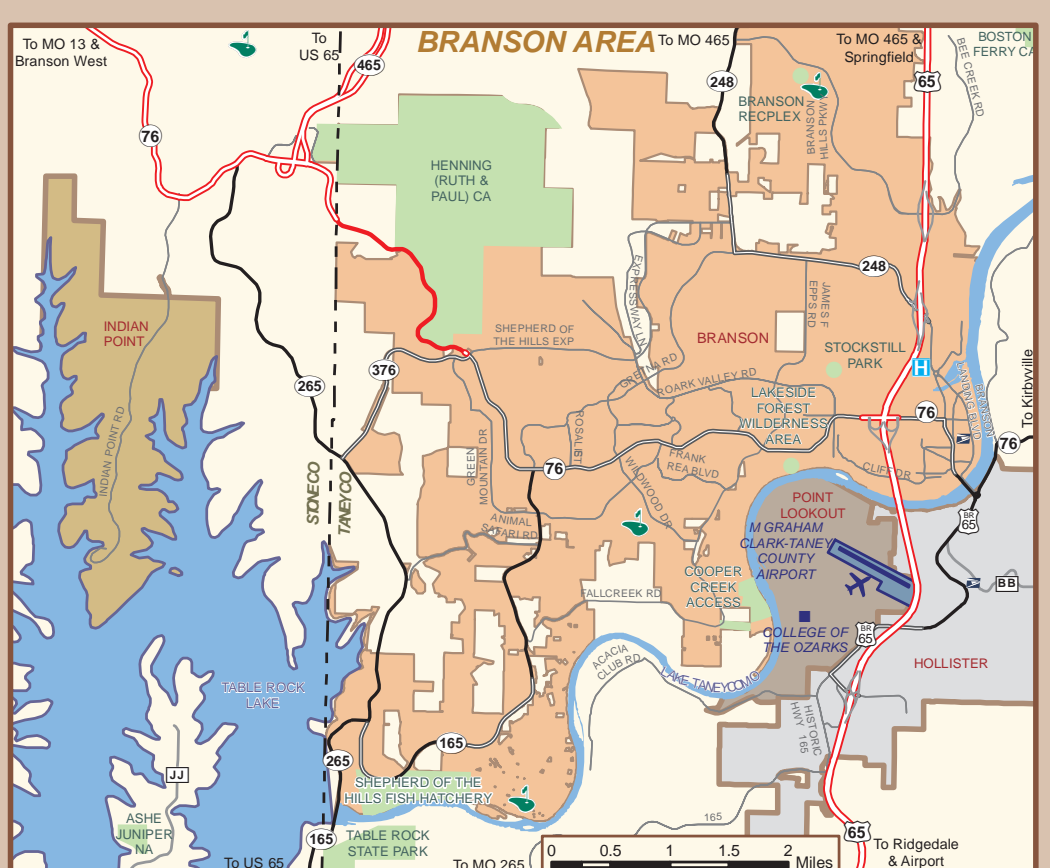 BRANSON AREA
To MO 13 &
Branson West
To
US 65
465
To MO 465
248
To MO 465 &
Springfield
65
BOSTON
FERRY CA
BEE CREEK RD
BRANSON
RECPLEX
BRANSON
HILLS PKW
76
HENNING
(RUTH &
PAUL) CA
248
EXPRESSWAY LN
JAMES F
EPPS RD
INDIAN
POINT
SHEPHERD OF
THE HILLS EXP
BRANSON
STOCKSTILL
PARK
H
GRETNA RD
ROARK VALLEY RD
376
265
LAKESIDE
FOREST
WILDERNESS
AREA
76
BRANSON
LANDING BLVD
To Kirbyville
76
INDIAN POINT RD
STONE CO
TANEY CO
GREEN
MOUNTAIN DR
ROSALIE ST
76
FRANK
REA BLVD
WILDWOOD DR
CLIFF DR
POINT
LOOKOUT
BR
65
ANIMAL
SAFARI RD
M GRAHAM
CLARK-TANEY
COUNTY
AIRPORT
COOPER
CREEK
ACCESS
FALLCREEK RD
BB
COLLEGE OF
THE OZARKS
BR
65
HOLLISTER
ACACIA
CLUB RD
LAKE TANEYCOMO
TABLE ROCK
LAKE
HISTORIC
HWY 165
165
265
JJ
SHEPHERD OF THE
HILLS FISH HATCHERY
ASHE
JUNIPER
NA
165
TABLE ROCK
STATE PARK
165
65
To US 65
To MO 265
0 .5 1 1.5 2
Miles
To Ridgedale
& Airport